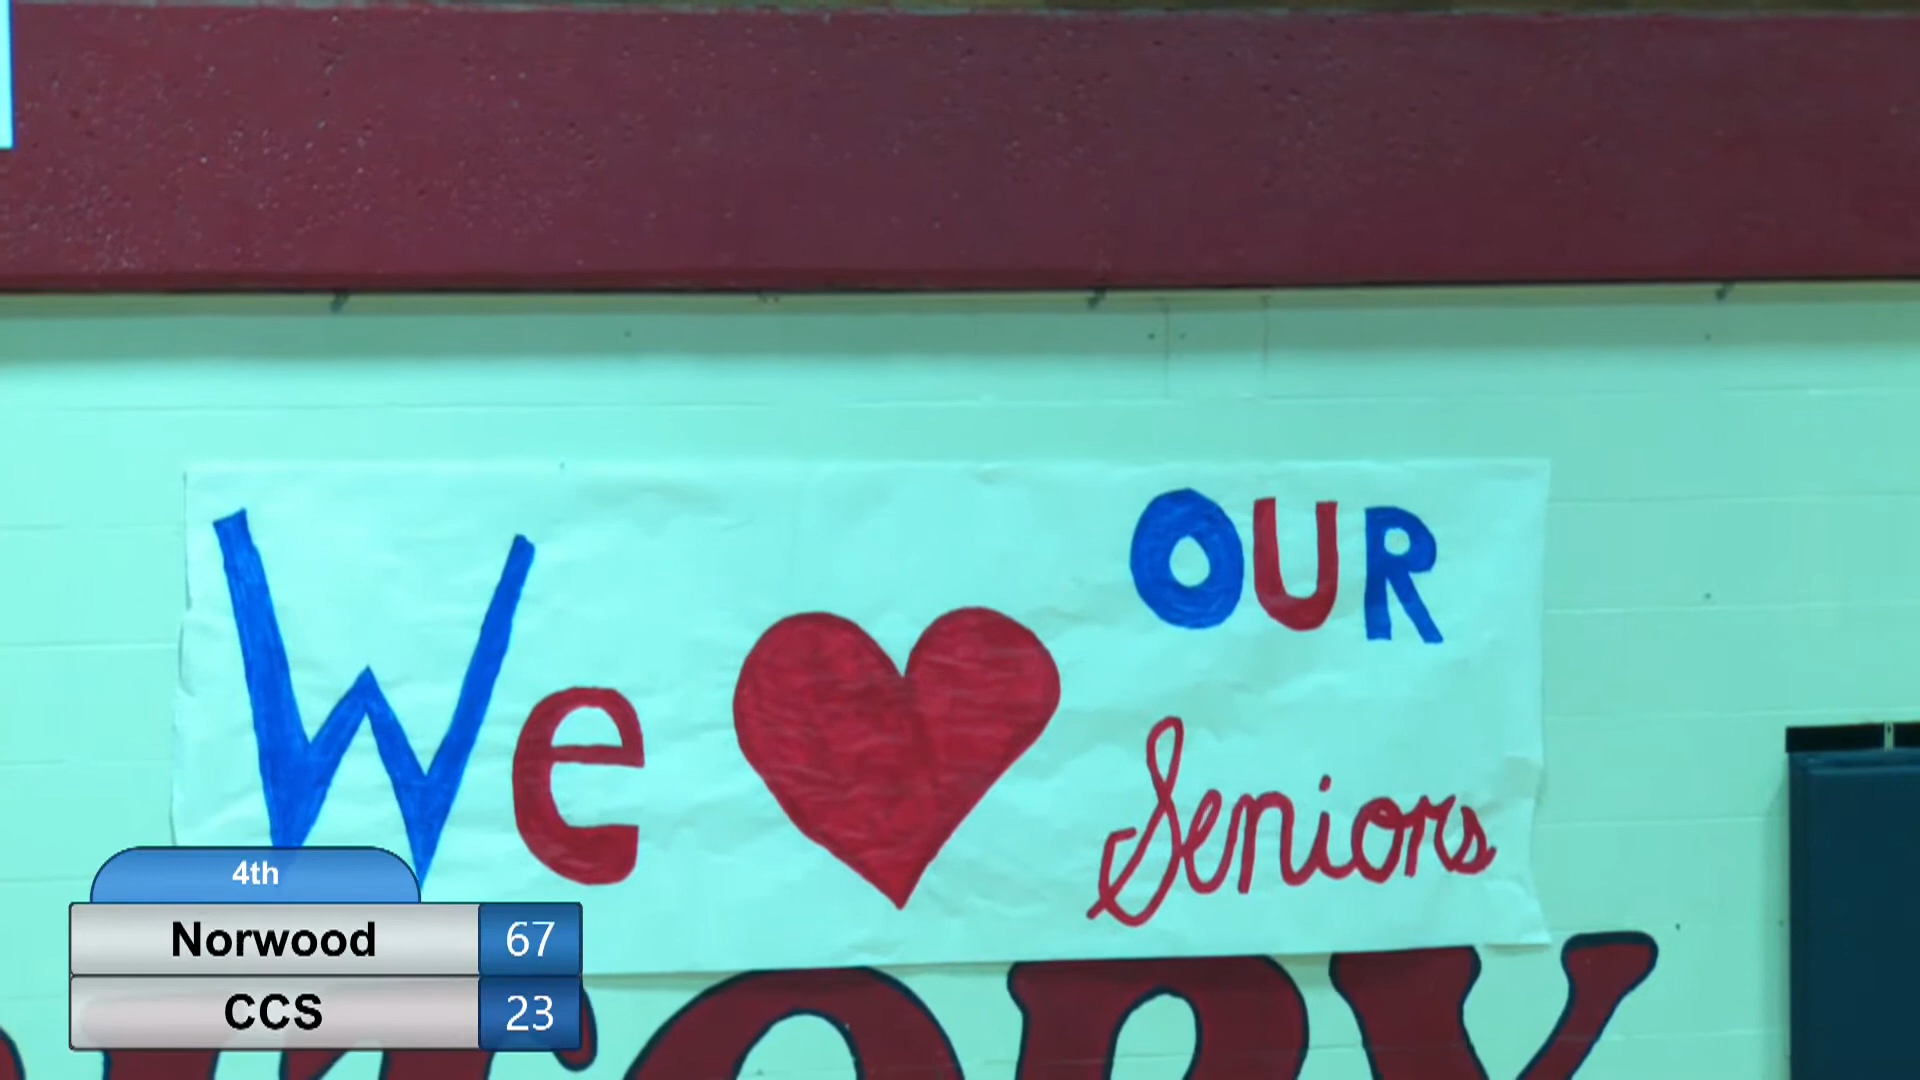 We ❤ OUR
Seniors
4th
Norwood 67
CCS 23